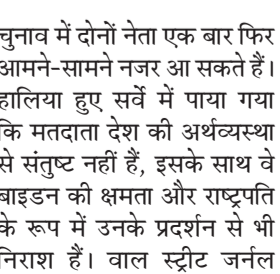 चुनाव में दोनों नेता एक बार फिर
आमने-सामने नजर आ सकते हैं।
हालिया हुए सर्वे में पाया गया
कि मतदाता देश की अर्थव्यस्था
से संतुष्ट नहीं हैं, इसके साथ वे
बाइडन की क्षमता और राष्ट्रपति
के रूप में उनके प्रदर्शन से भी
निराश हैं। वाल स्ट्रीट जर्नल